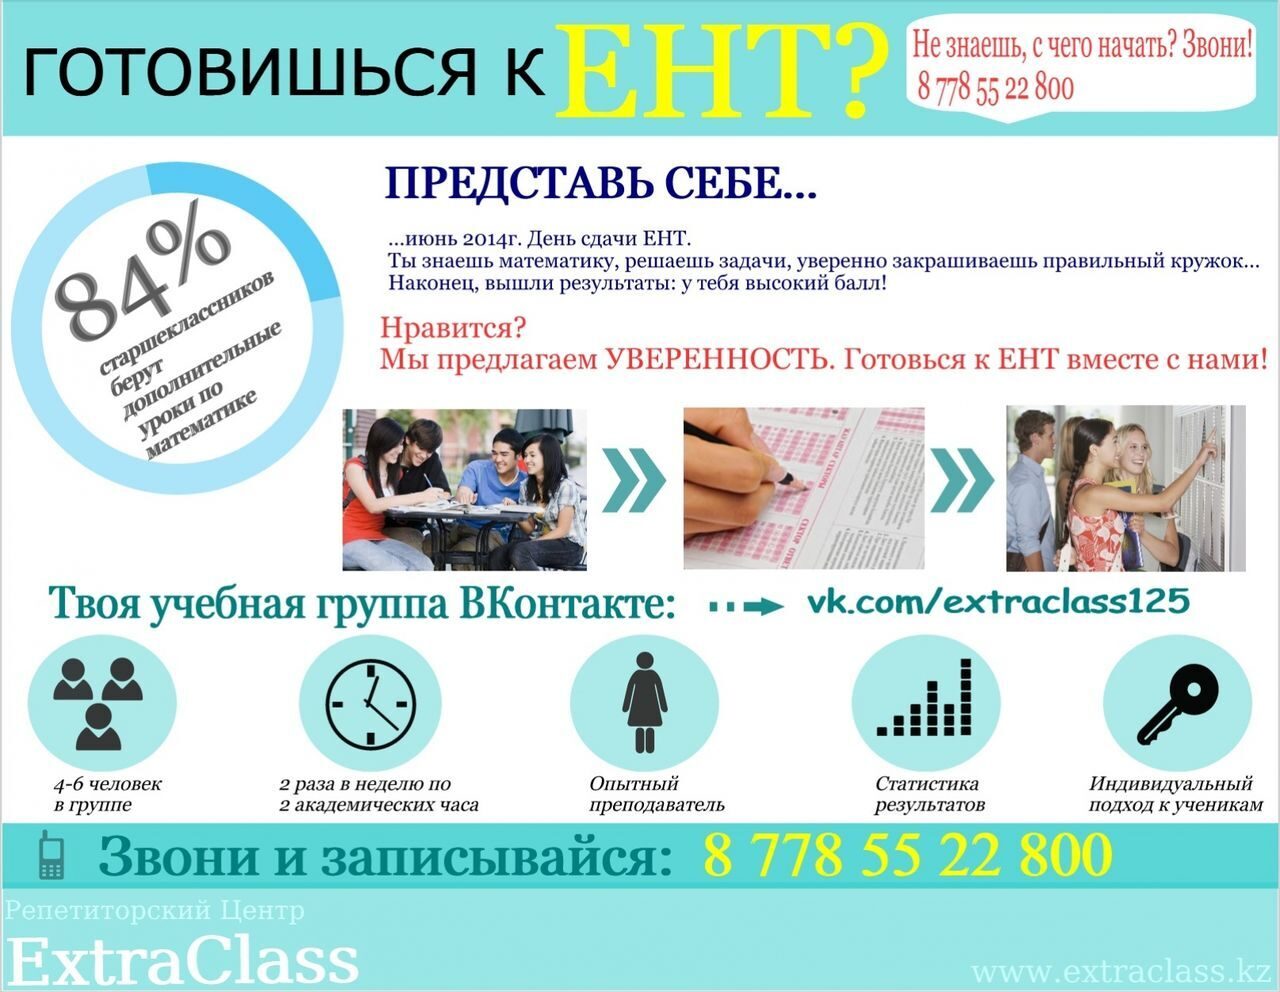 ГОТОВИШЬСЯ К ЕНТ?
Не знаешь, с чего начать? Звони!
8 778 55 22 800
84%
старшеклассников
берут
дополнительные
уроки по
математике
ПРЕДСТАВЬ СЕБЕ...
...июнь 2014г. День сдачи ЕНТ.
Ты знаешь математику, решаешь задачи, уверенно закрашиваешь правильный кружок...
Наконец, вышли результаты: у тебя высокий балл!
Нравится?
Мы предлагаем УВЕРЕННОСТЬ. Готовься к ЕНТ вместе с нами!
СЕКТОР ОТВЕТ
Твоя учебная группа ВКонтакте:
vk.com/extraclass125
4-6 человек
в группе
2 раза в неделю по
2 академических часа
Опытный
преподаватель
Статистика
результатов
Индивидуальный
подход к ученикам
Звони и записывайся: 8 778 55 22 800
Репетиторский Центр
ExtraClass
www.extraclass.kz